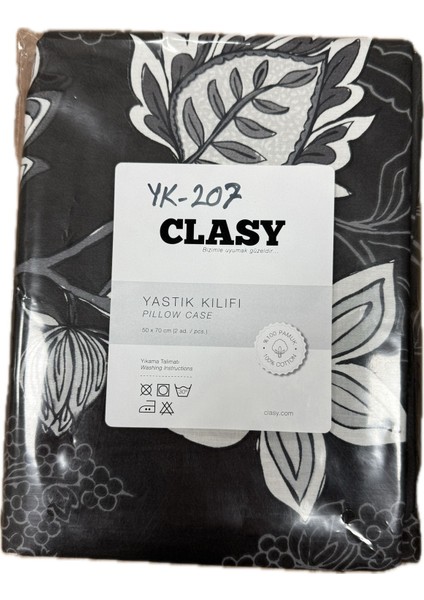 YK-207
CLASY
Bizimle uyumak güzeldir...
YASTIK KILIFI
PILLOW CASE
50 x 70 cm (2 ad. / pcs.)
%100 PAMUK
100% COTTON
Yıkama Talimatı
Washing Instructions
clasy.com